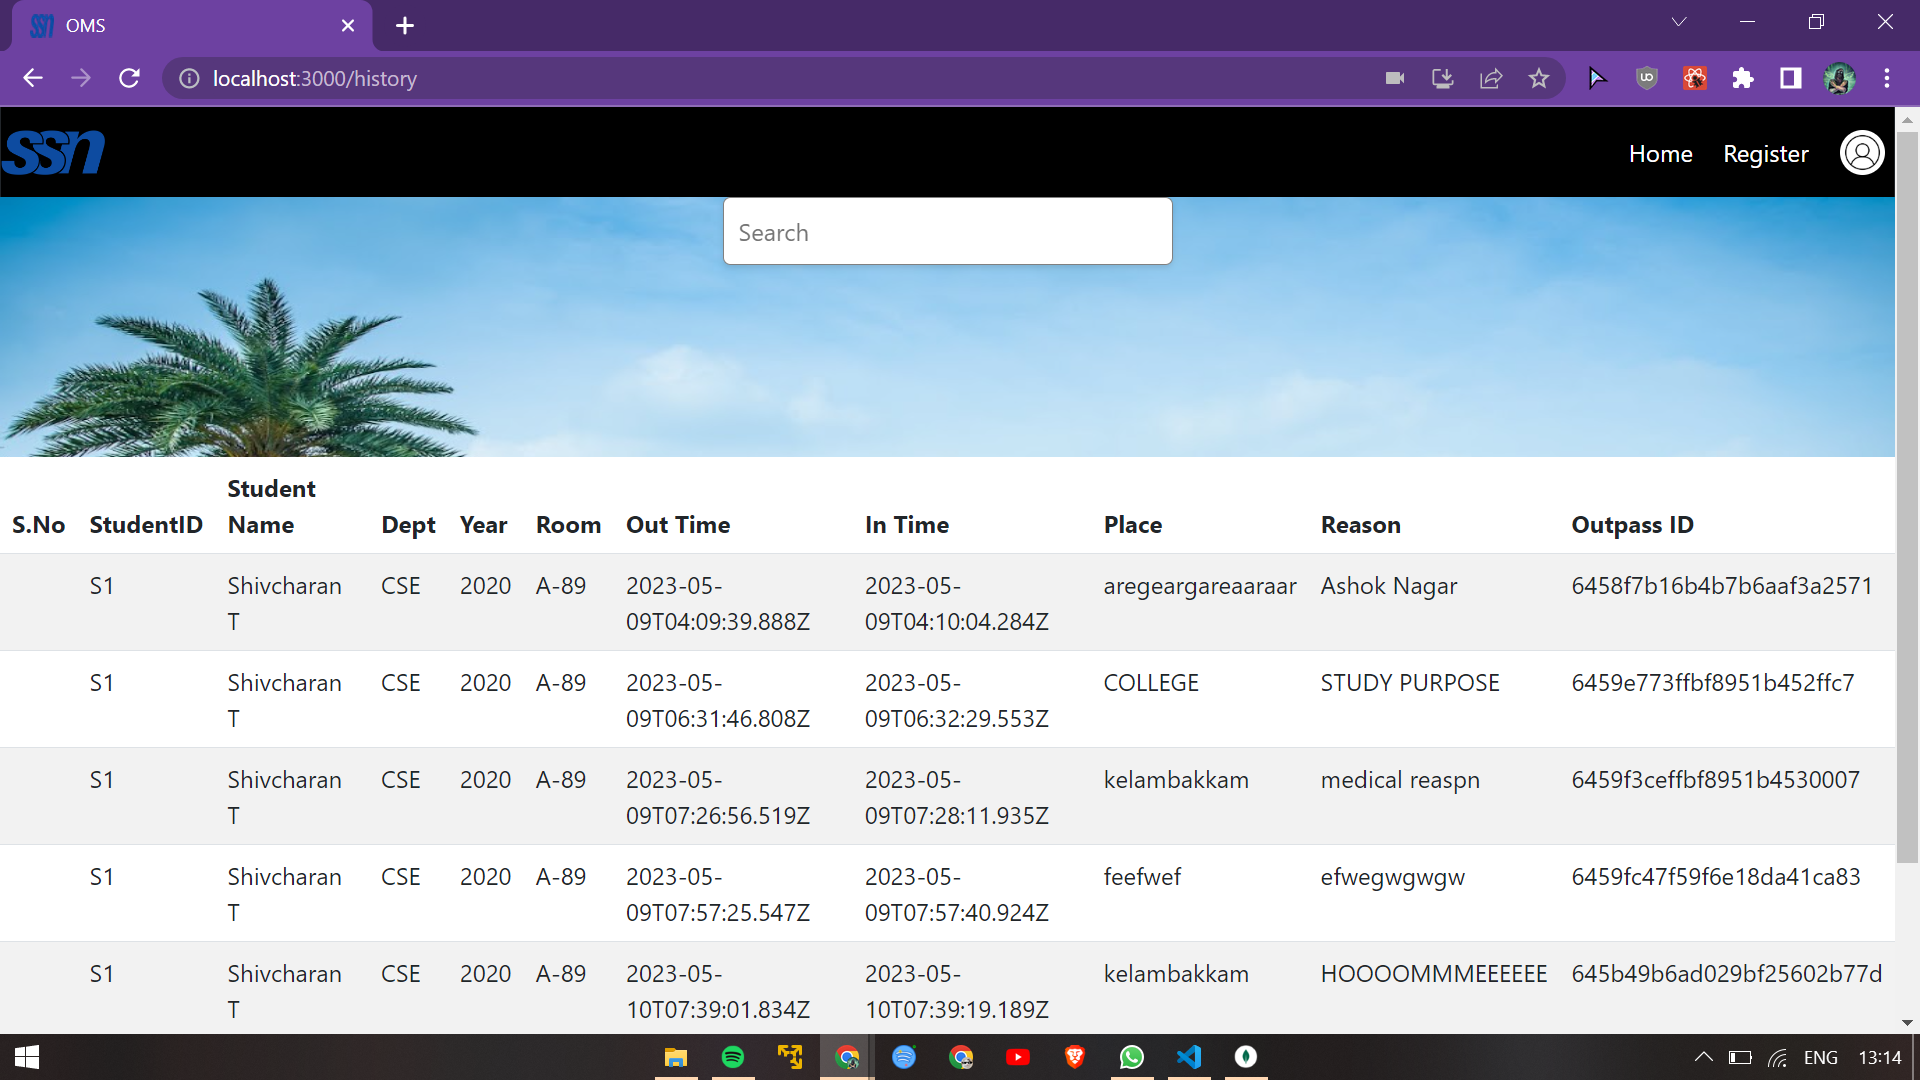 OMS
localhost:3000/history
ssn
Home Register
Search
S.No StudentID Student Name Dept Year Room Out Time In Time Place Reason Outpass ID
S1 Shivcharan T CSE 2020 A-89 2023-05-09T04:09:39.888Z 2023-05-09T04:10:04.284Z aregeargareaaraar Ashok Nagar 6458f7b16b4b7b6aaf3a2571
S1 Shivcharan T CSE 2020 A-89 2023-05-09T06:31:46.808Z 2023-05-09T06:32:29.553Z COLLEGE STUDY PURPOSE 6459e773ffbf8951b452ffc7
S1 Shivcharan T CSE 2020 A-89 2023-05-09T07:26:56.519Z 2023-05-09T07:28:11.935Z kelambakkam medical reaspn 6459f3ceffbf8951b4530007
S1 Shivcharan T CSE 2020 A-89 2023-05-09T07:57:25.547Z 2023-05-09T07:57:40.924Z feefwef efwegwgwgw 6459fc47f59f6e18da41ca83
S1 Shivcharan T CSE 2020 A-89 2023-05-10T07:39:01.834Z 2023-05-10T07:39:19.189Z kelambakkam HOOOOMMMEEEEEE 645b49b6ad029bf25602b77d
ENG 13:14